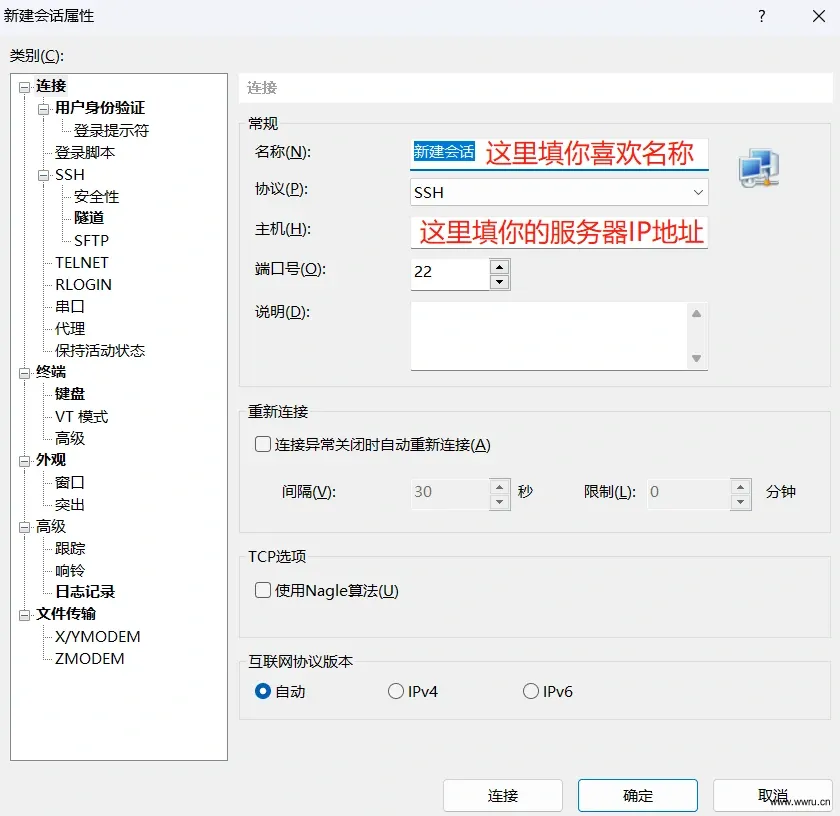 新建会话属性
类别(C):
连接
用户身份验证
登录提示符
登录脚本
SSH
安全性
隧道
SFTP
TELNET
RLOGIN
串口
代理
保持活动状态
终端
键盘
VT 模式
高级
外观
窗口
突出
高级
跟踪
响铃
日志记录
文件传输
X/YMODEM
ZMODEM
连接
常规
名称(N): 新建会话 这里填你喜欢名称
协议(P): SSH
主机(H): 这里填你的服务器IP地址
端口号(O): 22
说明(D):
重新连接
连接异常关闭时自动重新连接(A)
间隔(V): 30 秒 限制(L): 0 分钟
TCP选项
使用Nagle算法(U)
互联网协议版本
自动 IPv4 IPv6
连接 确定 取消
www.wwru.cn